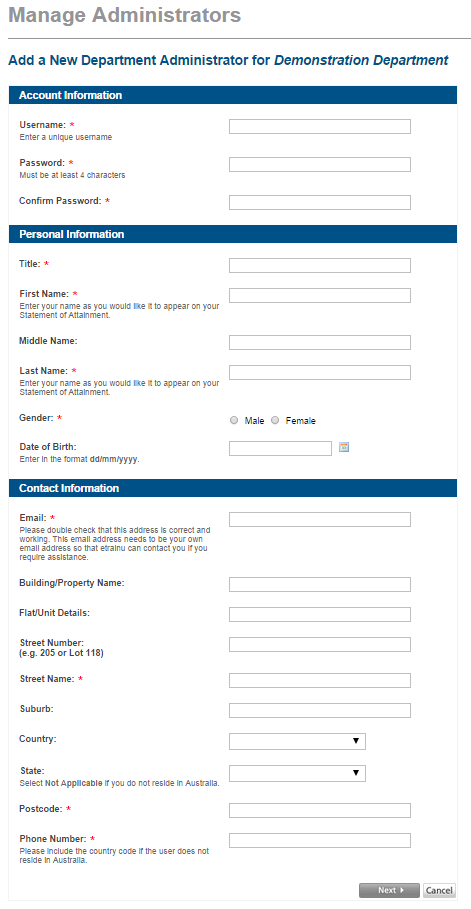 Manage Administrators
Add a New Department Administrator for Demonstration Department
Account Information
Username: *
Enter a unique username
Password: *
Must be at least 4 characters
Confirm Password: *
Personal Information
Title: *
First Name: *
Enter your name as you would like it to appear on your
Statement of Attainment.
Middle Name:
Last Name: *
Enter your name as you would like it to appear on your
Statement of Attainment.
Gender: *
Male Female
Date of Birth:
Enter in the format dd/mm/yyyy.
Contact Information
Email: *
Please double check that this address is correct and
working. This email address needs to be your own
email address so that etrainu can contact you if you
require assistance.
Building/Property Name:
Flat/Unit Details:
Street Number:
(e.g. 205 or Lot 118)
Street Name: *
Suburb:
Country:
State:
Select Not Applicable if you do not reside in Australia.
Postcode: *
Phone Number: *
Please include the country code if the user does not
reside in Australia.
Next Cancel